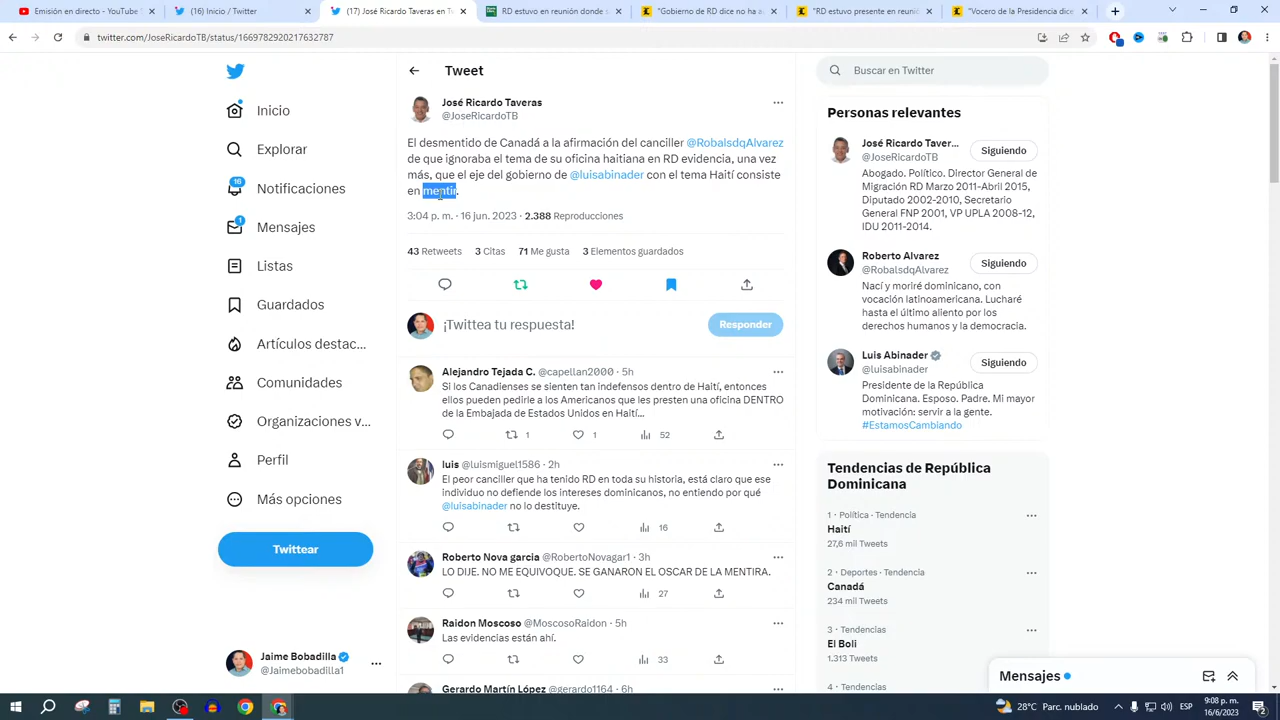 Emisión en directo - YouTube
(16) Inicio / Twitter
(17) José Ricardo Taveras en Tw
RD estuvo en reunión donde s
"Gobierno de RD dice no ha a
"RD estuvo presente en reunió
"Vocero de la Presidencia dice
twitter.com/JoseRicardoTB/status/1669782920217632787
Inicio
Explorar
16
Notificaciones
1
Mensajes
Listas
Guardados
Artículos destac...
Comunidades
Organizaciones v...
Perfil
Más opciones
Twittear
Jaime Bobadilla
@Jaimebobadilla1
Tweet
José Ricardo Taveras
@JoseRicardoTB
El desmentido de Canadá a la afirmación del canciller @RobalsdqAlvarez
de que ignoraba el tema de su oficina haitiana en RD evidencia, una vez
más, que el eje del gobierno de @luisabinader con el tema Haití consiste
en mentir.
3:04 p. m. · 16 jun. 2023 · 2.388 Reproducciones
43 Retweets 3 Citas 71 Me gusta 3 Elementos guardados
¡Twittea tu respuesta!
Responder
Alejandro Tejada C. @capellan2000 · 5h
Si los Canadienses se sienten tan indefensos dentro de Haití, entonces
ellos pueden pedirle a los Americanos que les presten una oficina DENTRO
de la Embajada de Estados Unidos en Haití...
1 1 52
luis @luismiguel1586 · 2h
El peor canciller que ha tenido RD en toda su historia, está claro que ese
individuo no defiende los intereses dominicanos, no entiendo por qué
@luisabinader no lo destituye.
16
Roberto Nova garcia @RobertoNovagar1 · 3h
LO DIJE. NO ME EQUIVOQUE. SE GANARON EL OSCAR DE LA MENTIRA.
27
Raidon Moscoso @MoscosoRaidon · 5h
Las evidencias están ahí.
33
Gerardo Martín López @gerardo1164 · 6h
Buscar en Twitter
Personas relevantes
José Ricardo Taver...
@JoseRicardoTB
Siguiendo
Abogado. Político. Director General de
Migración RD Marzo 2011-Abril 2015,
Diputado 2002-2010, Secretario
General FNP 2001, VP UPLA 2008-12,
IDU 2011-2014.
Roberto Alvarez
@RobalsdqAlvarez
Siguiendo
Nací y moriré dominicano, con
vocación latinoamericana. Lucharé
hasta el último aliento por los
derechos humanos y la democracia.
Luis Abinader
@luisabinader
Siguiendo
Presidente de la República
Dominicana. Esposo. Padre. Mi mayor
motivación: servir a la gente.
#EstamosCambiando
Tendencias de República
Dominicana
1 · Política · Tendencia
Haití
27,6 mil Tweets
2 · Deportes · Tendencia
Canadá
234 mil Tweets
3 · Tendencias
El Boli
1.313 Tweets
4 · Tendencias
Mensajes
28°C Parc. nublado
ESP
9:08 p. m.
16/6/2023
2